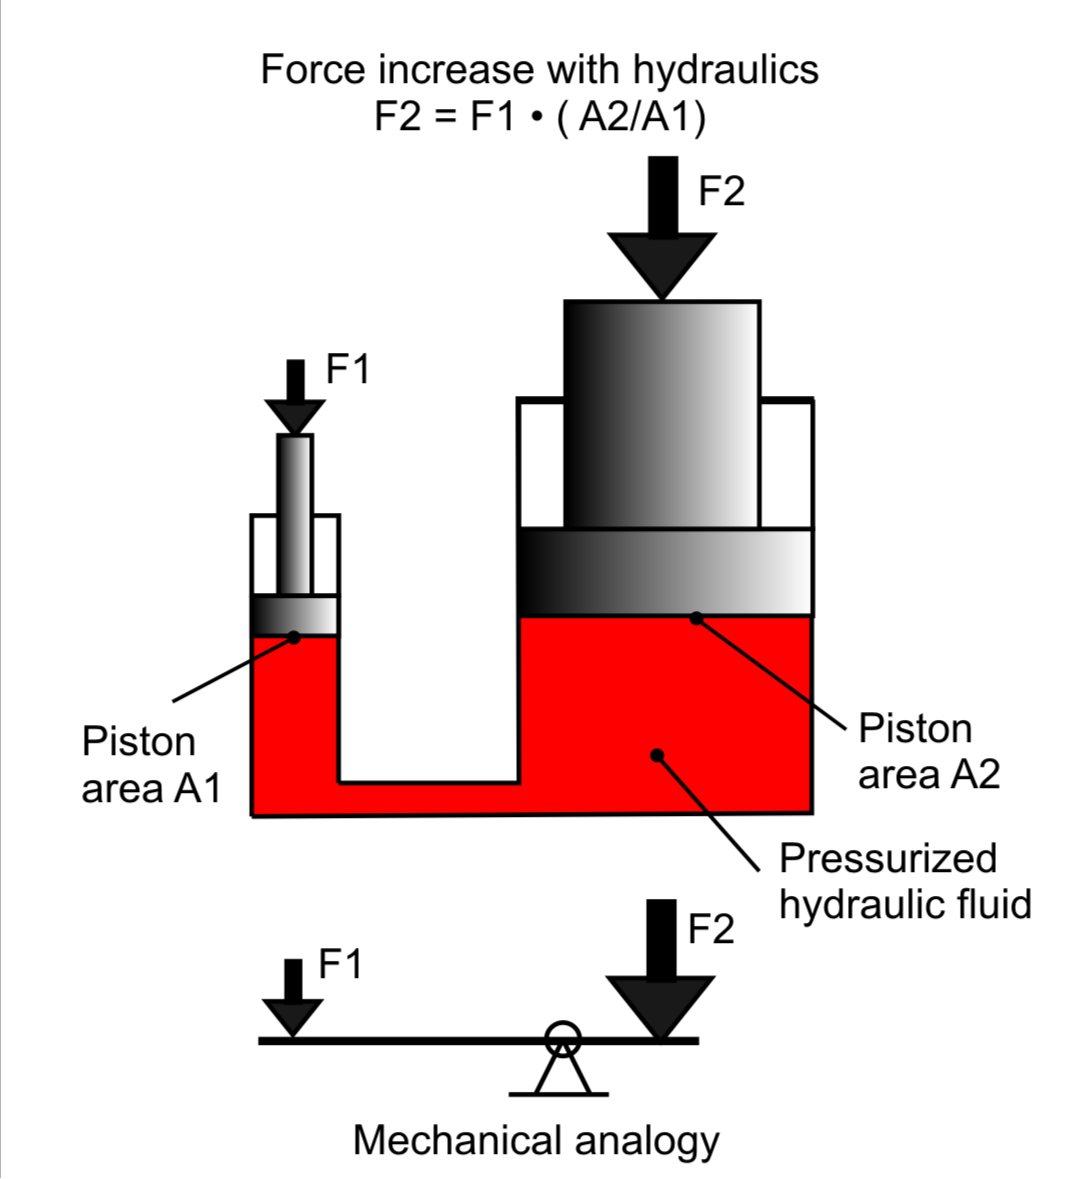 Force increase with hydraulics
F2 = F1 • ( A2/A1)
F2
F1
Piston
area A1
Piston
area A2
Pressurized
hydraulic fluid
F2
F1
Mechanical analogy